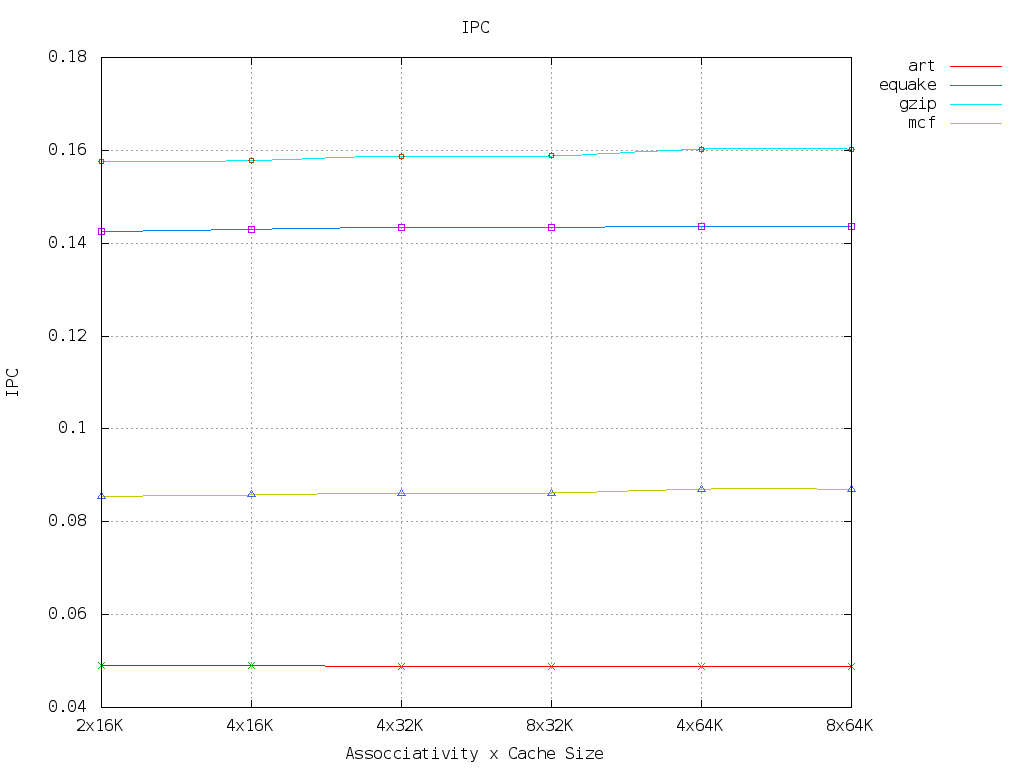 IPC
0.18
0.16
0.14
0.12
0.1
0.08
0.06
0.04
IPC
2x16K 4x16K 4x32K 8x32K 4x64K 8x64K
Assocciativity x Cache Size
art
equake
gzip
mcf